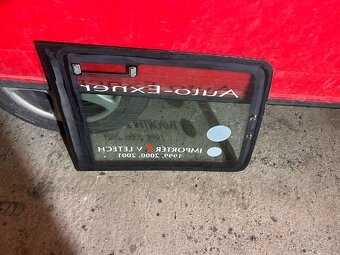 Auto-Exner
IMPORTER V LETECH
1999, 2000, 2001